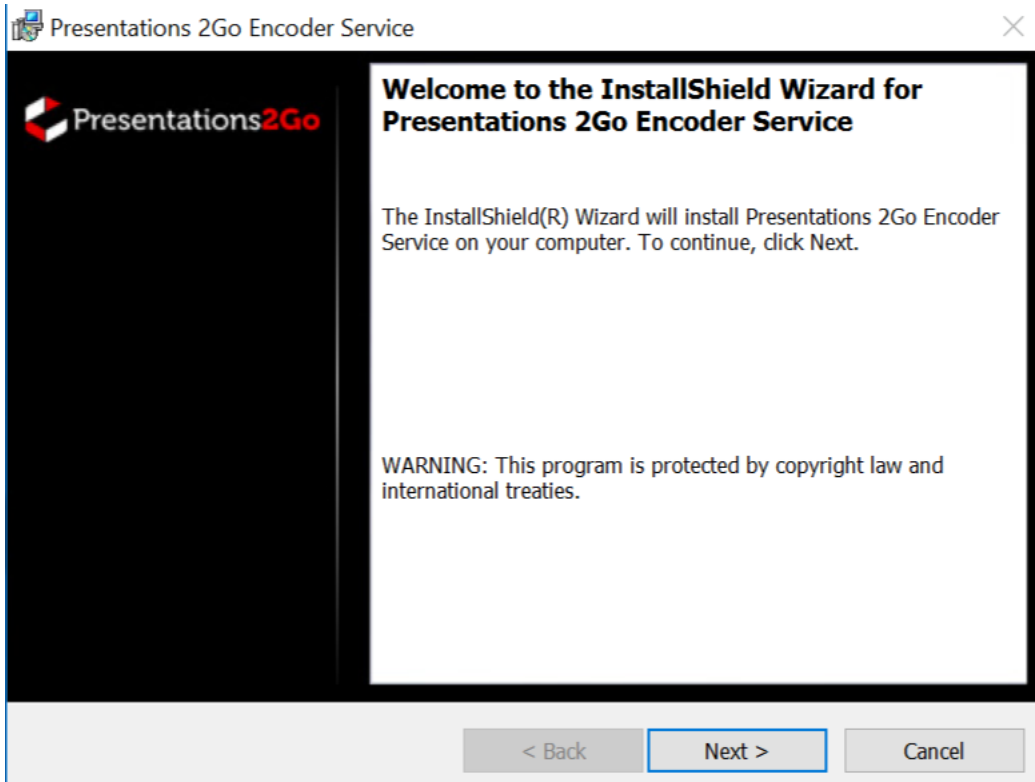 Presentations 2Go Encoder Service
Presentations2Go
Welcome to the InstallShield Wizard for
Presentations 2Go Encoder Service
The InstallShield(R) Wizard will install Presentations 2Go Encoder
Service on your computer. To continue, click Next.
WARNING: This program is protected by copyright law and
international treaties.
< Back
Next >
Cancel